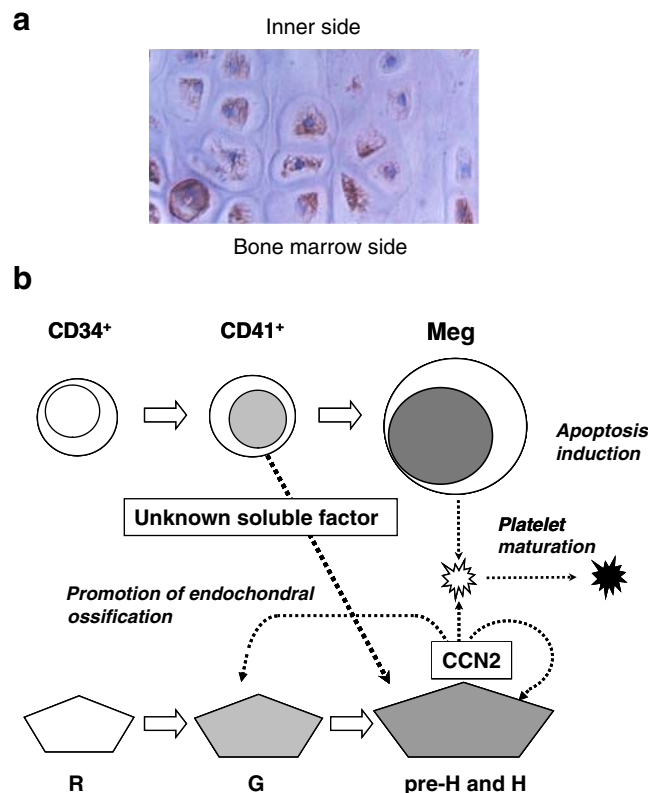 a
Inner side
Bone marrow side
b
CD34+
CD41+
Meg
Apoptosis
induction
Unknown soluble factor
Platelet
maturation
Promotion of endochondral
ossification
CCN2
R
G
pre-H and H